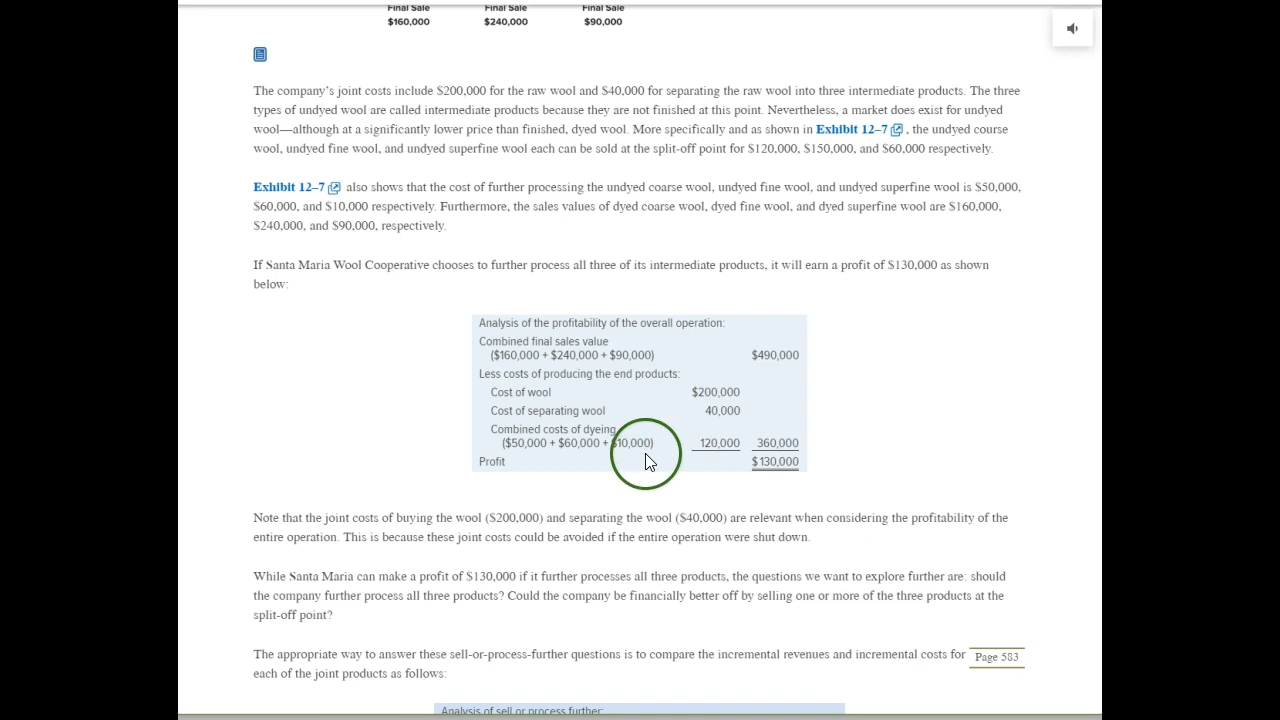 Final Sale Final Sale Final Sale
$160,000 $240,000 $90,000
The company's joint costs include $200,000 for the raw wool and $40,000 for separating the raw wool into three intermediate products. The three
types of undyed wool are called intermediate products because they are not finished at this point. Nevertheless, a market does exist for undyed
wool—although at a significantly lower price than finished, dyed wool. More specifically and as shown in Exhibit 12–7 , the undyed course
wool, undyed fine wool, and undyed superfine wool each can be sold at the split-off point for $120,000, $150,000, and $60,000 respectively.
Exhibit 12–7 also shows that the cost of further processing the undyed coarse wool, undyed fine wool, and undyed superfine wool is $50,000,
$60,000, and $10,000 respectively. Furthermore, the sales values of dyed coarse wool, dyed fine wool, and dyed superfine wool are $160,000,
$240,000, and $90,000, respectively.
If Santa Maria Wool Cooperative chooses to further process all three of its intermediate products, it will earn a profit of $130,000 as shown
below:
Analysis of the profitability of the overall operation:
Combined final sales value
($160,000 + $240,000 + $90,000) $490,000
Less costs of producing the end products:
Cost of wool $200,000
Cost of separating wool 40,000
Combined costs of dyeing
($50,000 + $60,000 + $10,000) 120,000 360,000
Profit $130,000
Note that the joint costs of buying the wool ($200,000) and separating the wool ($40,000) are relevant when considering the profitability of the
entire operation. This is because these joint costs could be avoided if the entire operation were shut down.
While Santa Maria can make a profit of $130,000 if it further processes all three products, the questions we want to explore further are: should
the company further process all three products? Could the company be financially better off by selling one or more of the three products at the
split-off point?
The appropriate way to answer these sell-or-process-further questions is to compare the incremental revenues and incremental costs for Page 583
each of the joint products as follows:
Analysis of sell or process further: